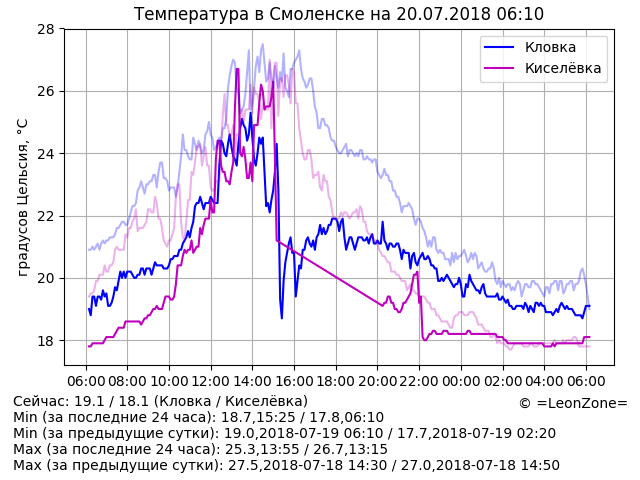 Температура в Смоленске на 20.07.2018 06:10
градусов Цельсия, °C
28
26
24
22
20
18
Кловка
Киселёвка
06:00 08:00 10:00 12:00 14:00 16:00 18:00 20:00 22:00 00:00 02:00 04:00 06:00
Сейчас: 19.1 / 18.1 (Кловка / Киселёвка)
© =LeonZone=
Min (за последние 24 часа): 18.7,15:25 / 17.8,06:10
Min (за предыдущие сутки): 19.0,2018-07-19 06:10 / 17.7,2018-07-19 02:20
Max (за последние 24 часа): 25.3,13:55 / 26.7,13:15
Max (за предыдущие сутки): 27.5,2018-07-18 14:30 / 27.0,2018-07-18 14:50